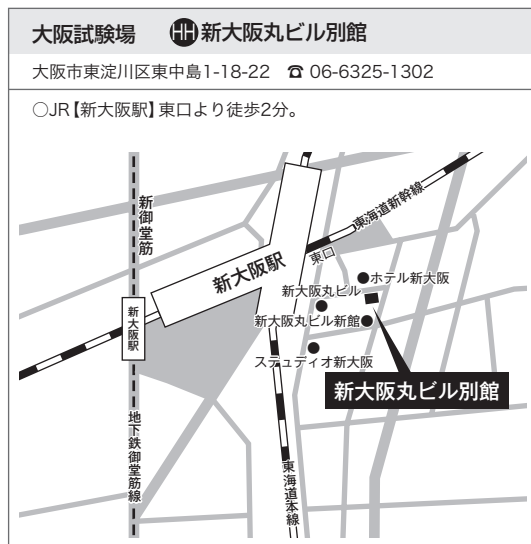 大阪試験場 HH 新大阪丸ビル別館
大阪市東淀川区東中島1-18-22 ☎ 06-6325-1302
○JR【新大阪駅】東口より徒歩2分。
新御堂筋
東海道新幹線
東口
新大阪駅
ホテル新大阪
新大阪丸ビル
新大阪駅
新大阪丸ビル新館
ステュディオ新大阪
新大阪丸ビル別館
地下鉄御堂筋線
東海道本線